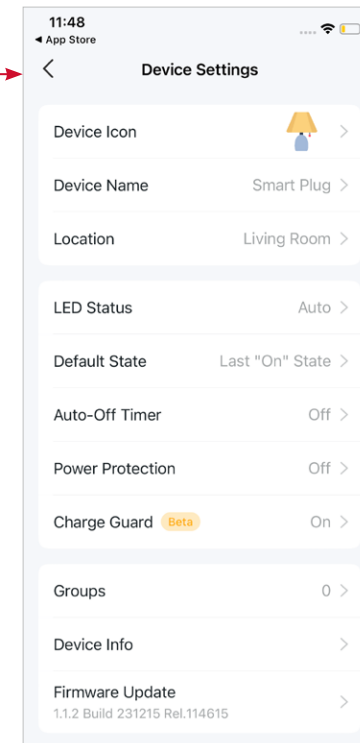 11:48
◀ App Store
Device Settings
Device Icon
Device Name Smart Plug
Location Living Room
LED Status Auto
Default State Last "On" State
Auto-Off Timer Off
Power Protection Off
Charge Guard Beta On
Groups 0
Device Info
Firmware Update
1.1.2 Build 231215 Rel.114615